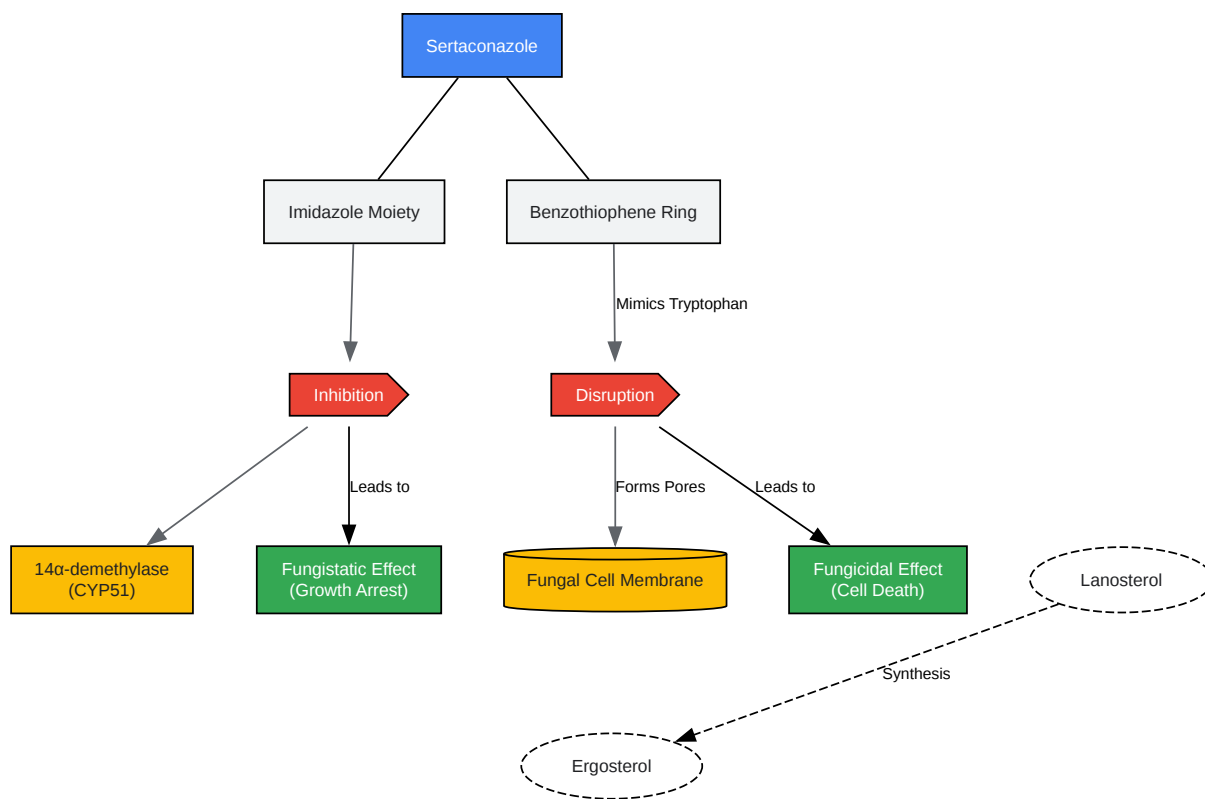 Sertaconazole
Imidazole Moiety
Benzothiophene Ring
Mimics Tryptophan
Inhibition
Disruption
Leads to
Forms Pores
Leads to
14α-demethylase
(CYP51)
Fungistatic Effect
(Growth Arrest)
Fungal Cell Membrane
Fungicidal Effect
(Cell Death)
Lanosterol
Synthesis
Ergosterol